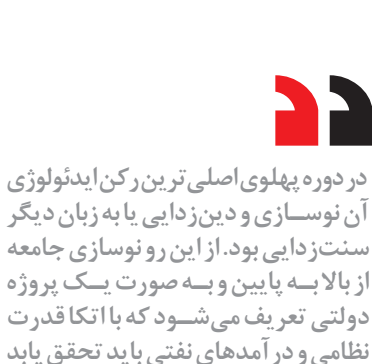 در دوره پهلوی اصلی‌ترین رکن ایدئولوژی
آن نوسازی و دین‌زدایی یا به زبان دیگر
سنت‌زدایی بود. از این رو نوسازی جامعه
از بالا به پایین و به صورت یک پروژه
دولتی تعریف می‌شود که با اتکا قدرت
نظامی و درآمدهای نفتی باید تحقق یابد